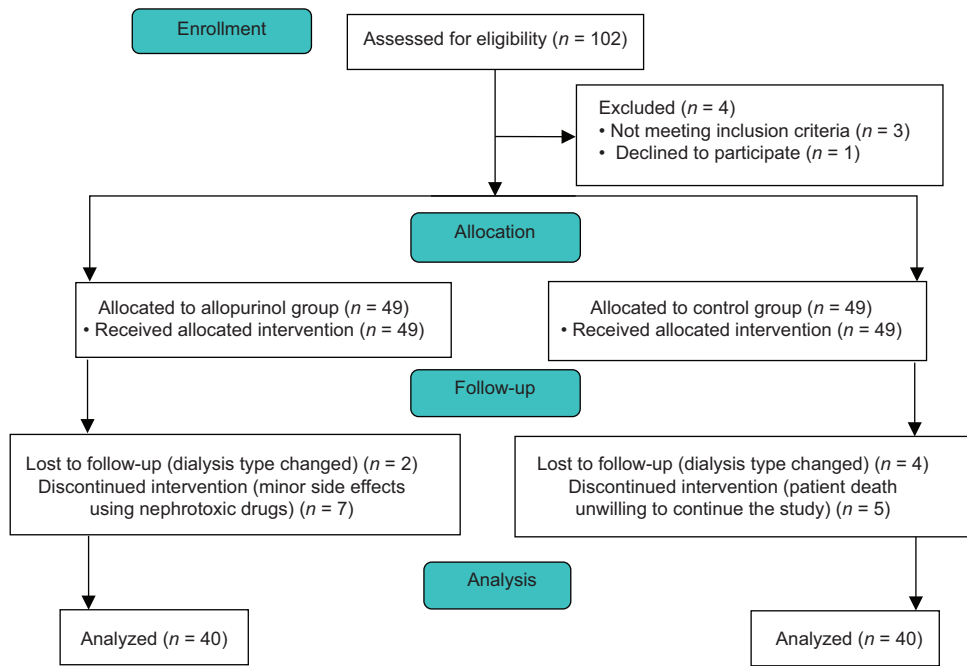 Enrollment
Assessed for eligibility (n = 102)
Excluded (n = 4)
• Not meeting inclusion criteria (n = 3)
• Declined to participate (n = 1)
Allocation
Allocated to allopurinol group (n = 49)
• Received allocated intervention (n = 49)
Allocated to control group (n = 49)
• Received allocated intervention (n = 49)
Follow-up
Lost to follow-up (dialysis type changed) (n = 2)
Discontinued intervention (minor side effects
using nephrotoxic drugs) (n = 7)
Lost to follow-up (dialysis type changed) (n = 4)
Discontinued intervention (patient death
unwilling to continue the study) (n = 5)
Analysis
Analyzed (n = 40)
Analyzed (n = 40)